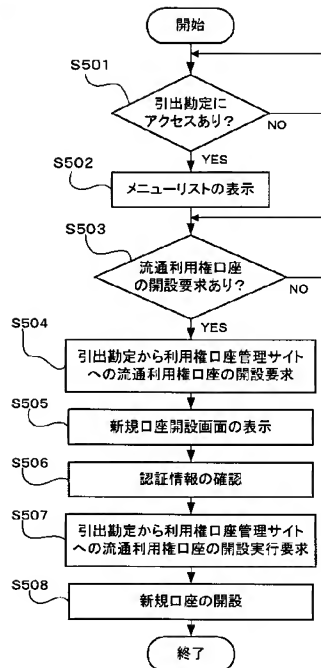 開始
S501
引出勘定に
アクセスあり？
NO
YES
S502
メニューリストの表示
S503
流通利用権口座
の開設要求あり？
NO
YES
S504
引出勘定から利用権口座管理サイト
への流通利用権口座の開設要求
S505
新規口座開設画面の表示
S506
認証情報の確認
S507
引出勘定から利用権口座管理サイト
への流通利用権口座の開設実行要求
S508
新規口座の開設
終了